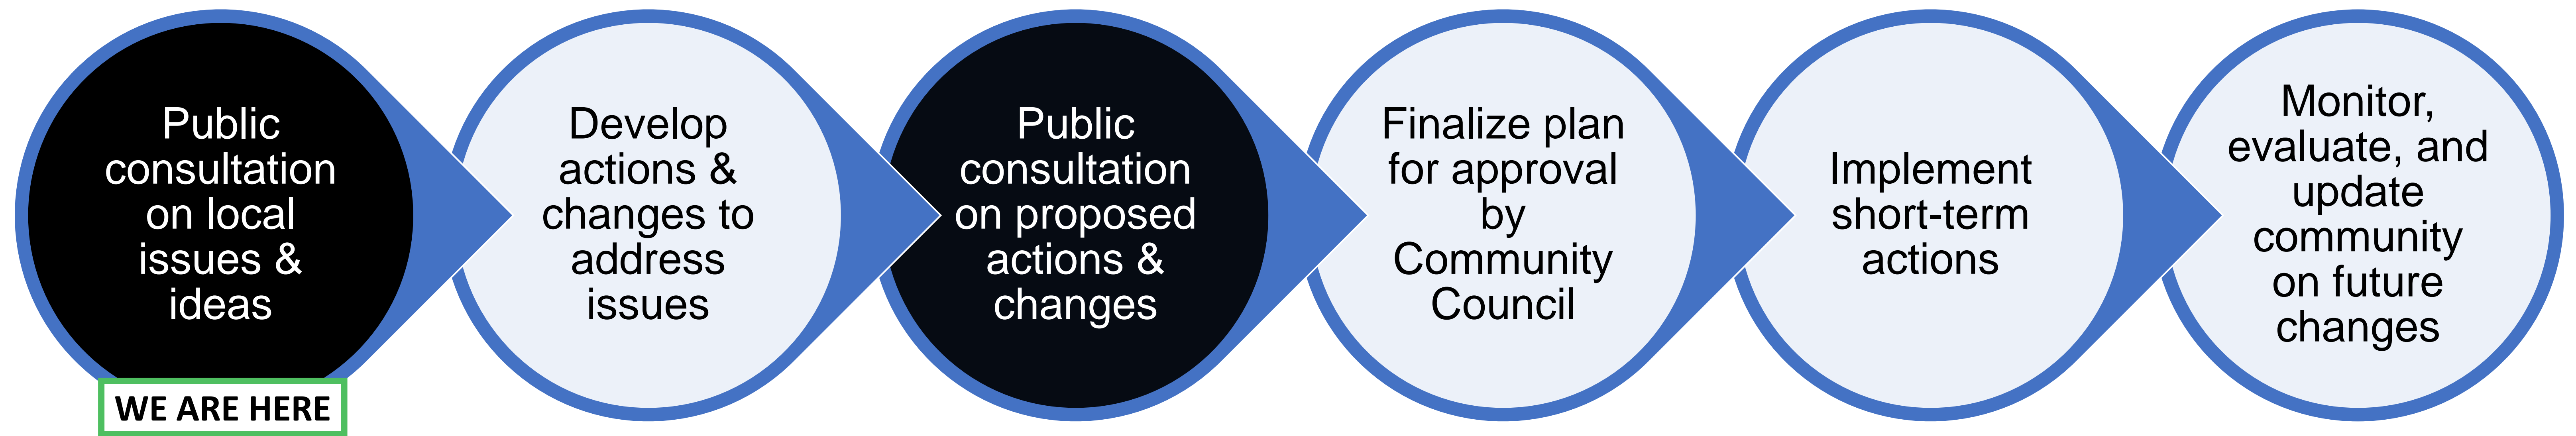 Public
consultation
on local
issues &
ideas
WE ARE HERE
Develop
actions &
changes to
address
issues
Public
consultation
on proposed
actions &
changes
Finalize plan
for approval
by
Community
Council
Implement
short-term
actions
Monitor,
evaluate, and
update
community
on future
changes